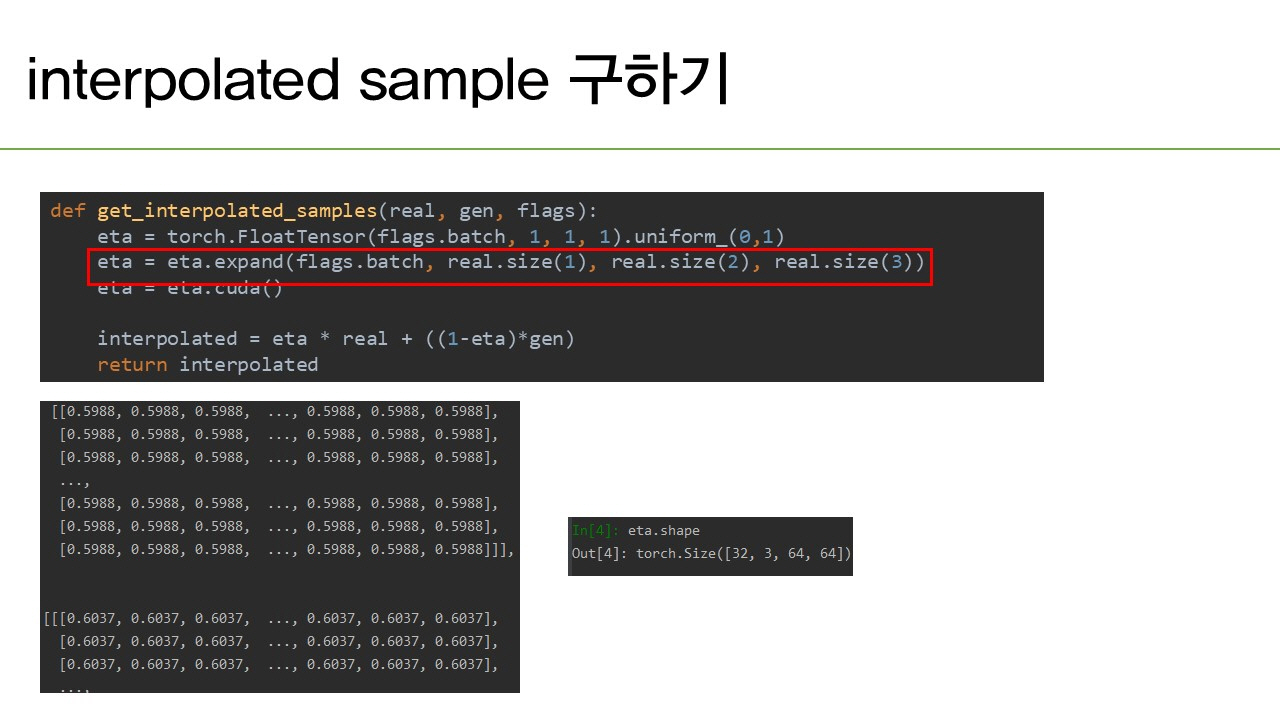 interpolated sample 구하기
def get_interpolated_samples(real, gen, flags):
    eta = torch.FloatTensor(flags.batch, 1, 1, 1).uniform_(0,1)
    eta = eta.expand(flags.batch, real.size(1), real.size(2), real.size(3))
    eta = eta.cuda()
    interpolated = eta * real + ((1-eta)*gen)
    return interpolated
[[0.5988, 0.5988, 0.5988,  ..., 0.5988, 0.5988, 0.5988],
[0.5988, 0.5988, 0.5988,  ..., 0.5988, 0.5988, 0.5988],
[0.5988, 0.5988, 0.5988,  ..., 0.5988, 0.5988, 0.5988],
...,
[0.5988, 0.5988, 0.5988,  ..., 0.5988, 0.5988, 0.5988],
[0.5988, 0.5988, 0.5988,  ..., 0.5988, 0.5988, 0.5988],
[0.5988, 0.5988, 0.5988,  ..., 0.5988, 0.5988, 0.5988]]],
[[[0.6037, 0.6037, 0.6037,  ..., 0.6037, 0.6037, 0.6037],
[0.6037, 0.6037, 0.6037,  ..., 0.6037, 0.6037, 0.6037],
[0.6037, 0.6037, 0.6037,  ..., 0.6037, 0.6037, 0.6037],
...,
In[4]: eta.shape
Out[4]: torch.Size([32, 3, 64, 64])